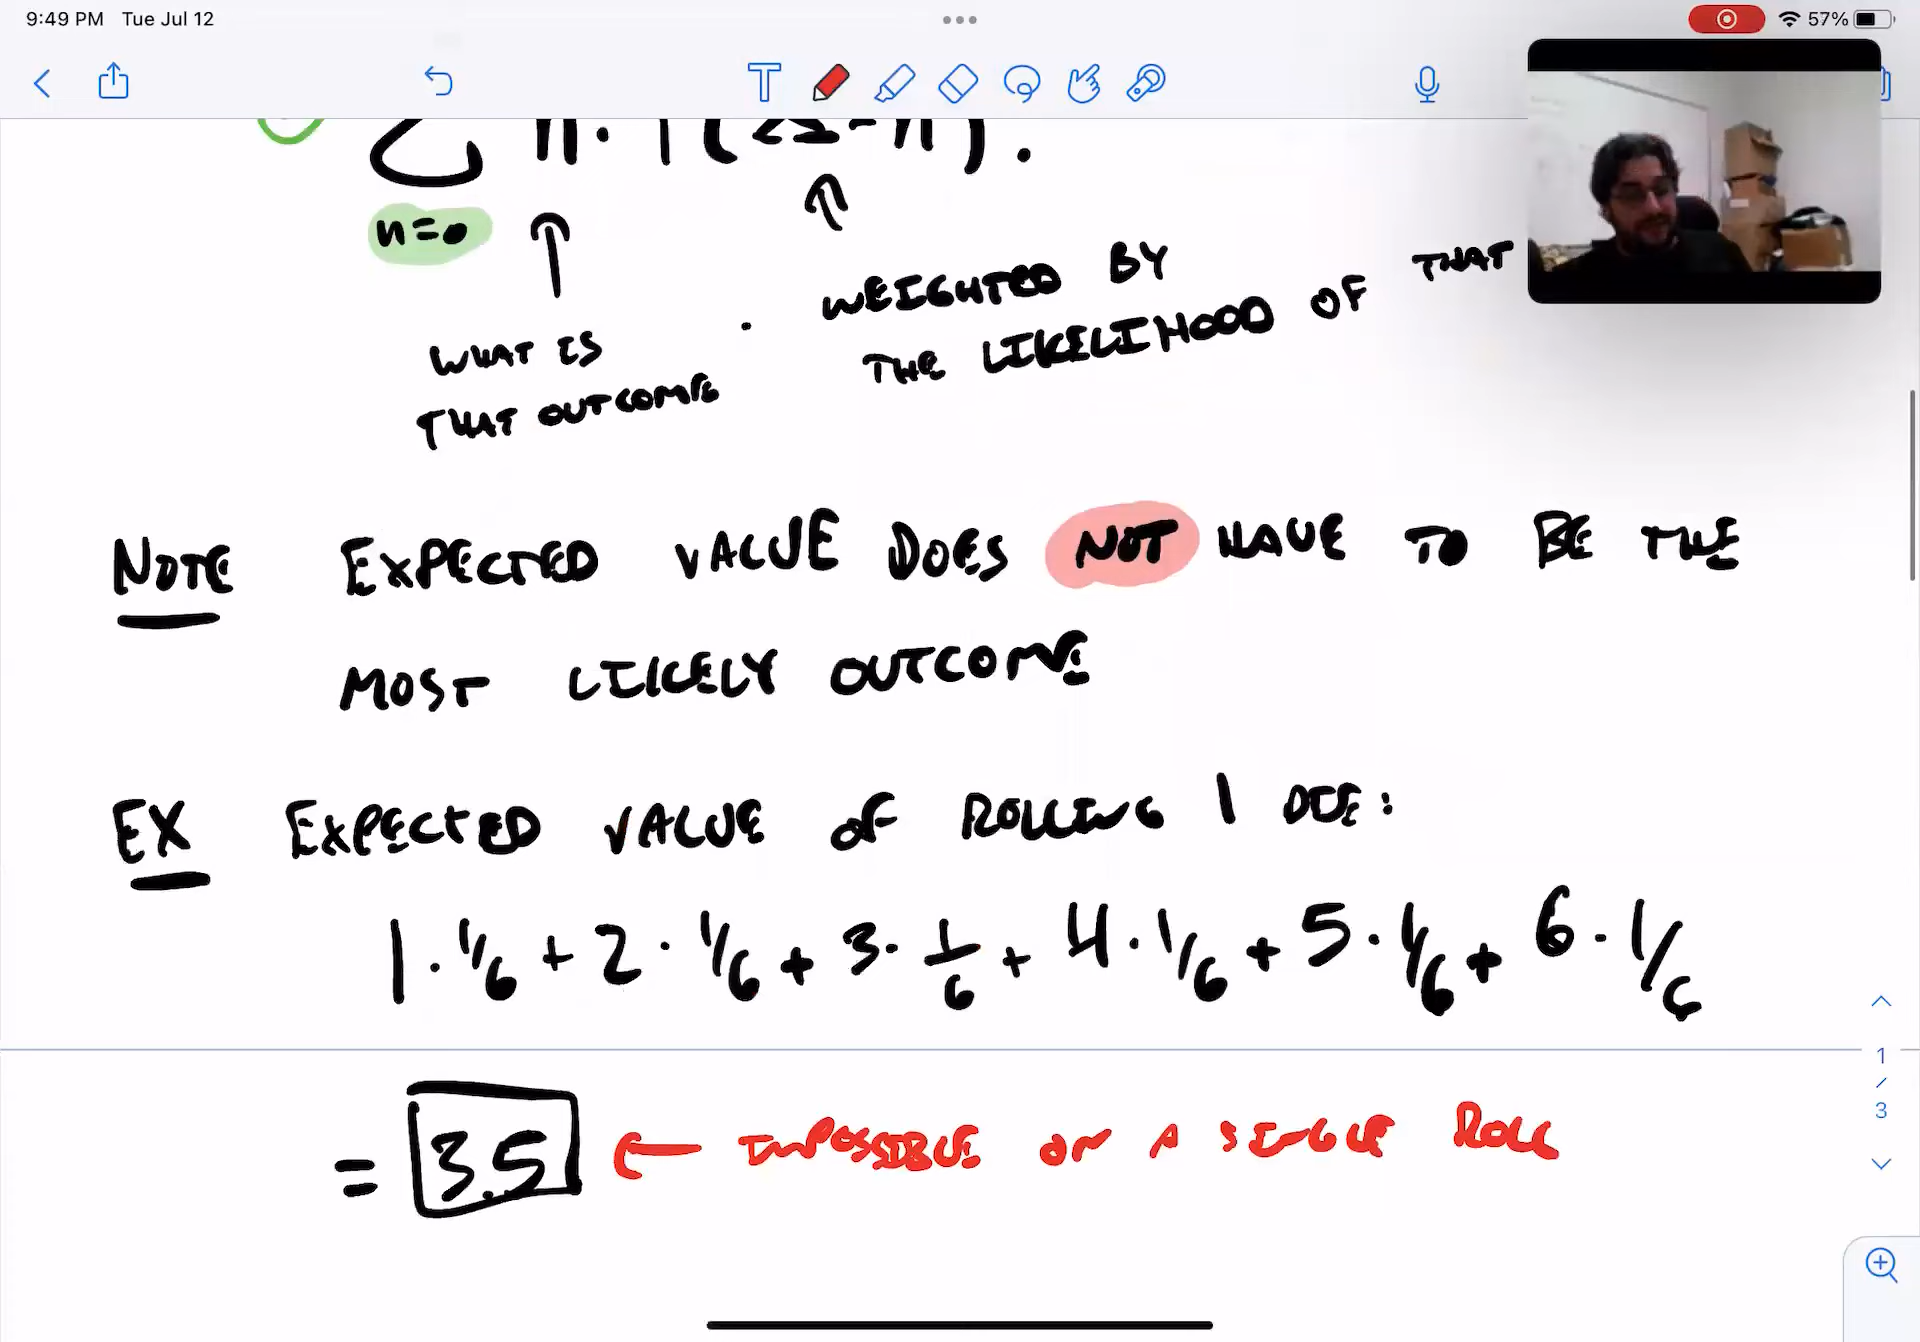 9:49 PM Tue Jul 12
57%
n=0
WHAT IS
THAT OUTCOME
· WEIGHTED BY
THE LIKELIHOOD OF THAT
NOTE EXPECTED VALUE DOES NOT HAVE TO BE THE
MOST LIKELY OUTCOME
EX EXPECTED VALUE OF ROLLING 1 DIE:
1 · 1/6 + 2 · 1/6 + 3 · 1/6 + 4 · 1/6 + 5 · 1/6 + 6 · 1/6
= 3.5 ← IMPOSSIBLE ON A SINGLE ROLL
1
/
3